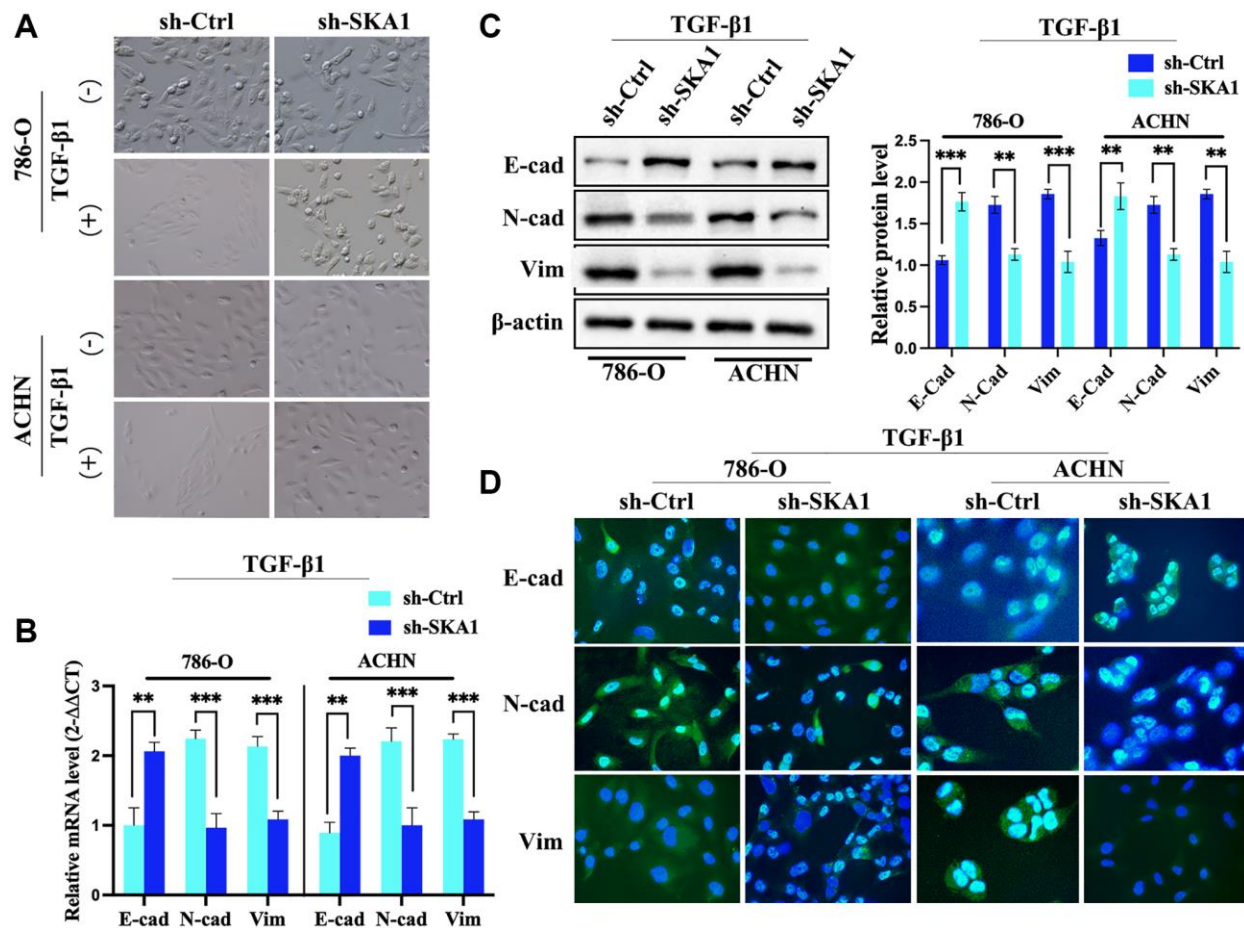 A
sh-Ctrl sh-SKA1
786-O
TGF-β1
(-)
(+)
ACHN
TGF-β1
(-)
(+)
TGF-β1
sh-Ctrl
sh-SKA1
B
786-O ACHN
Relative mRNA level (2-ΔΔCT)
3
2
1
0
** *** *** ** *** ***
E-cad N-cad Vim E-cad N-cad Vim
C
TGF-β1
sh-Ctrl sh-SKA1 sh-Ctrl sh-SKA1
E-cad
N-cad
Vim
β-actin
786-O ACHN
TGF-β1
sh-Ctrl
sh-SKA1
786-O ACHN
Relative protein level
2.5
2.0
1.5
1.0
0.0
*** ** *** ** ** **
E-Cad N-Cad Vim E-Cad N-Cad Vim
TGF-β1
D
786-O ACHN
sh-Ctrl sh-SKA1 sh-Ctrl sh-SKA1
E-cad
N-cad
Vim